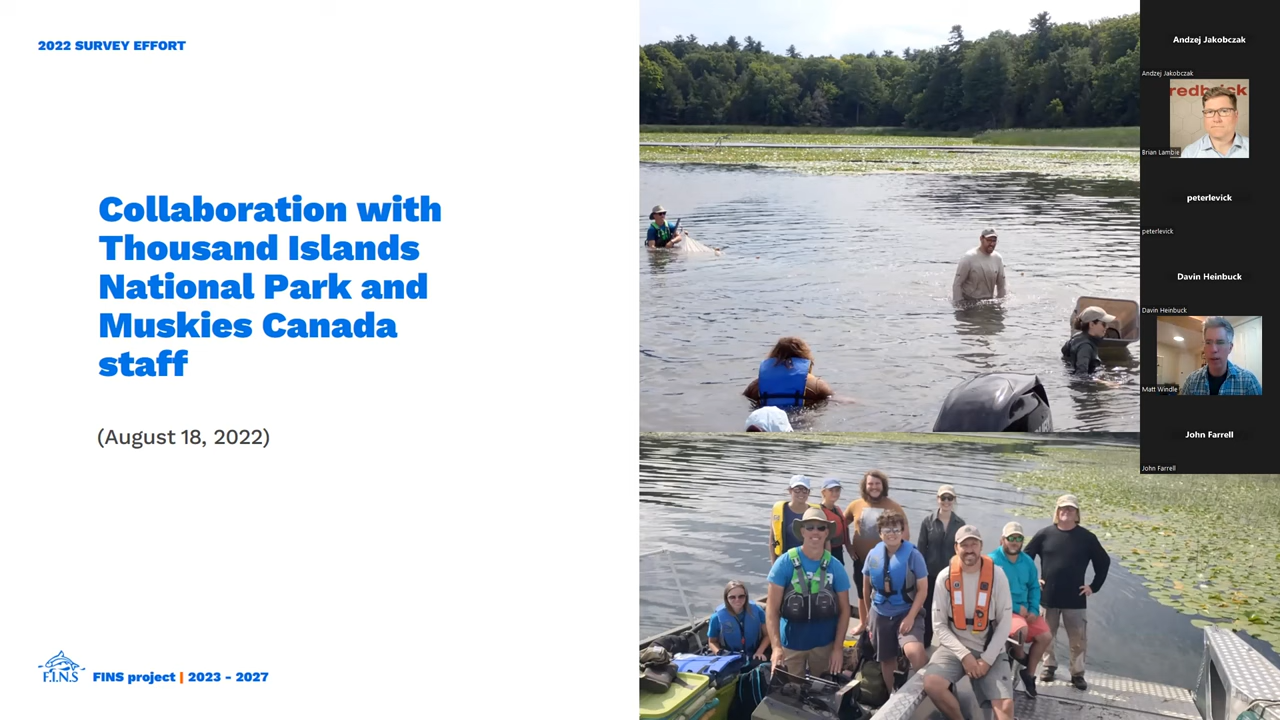 2022 SURVEY EFFORT
Collaboration with
Thousand Islands
National Park and
Muskies Canada
staff
(August 18, 2022)
F.I.N.S
FINS project | 2023 - 2027
Andzej Jakobczak
Andzej Jakobczak
redbrick
Brian Lambie
peterlevick
peterlevick
Davin Heinbuck
Davin Heinbuck
Matt Windle
John Farrell
John Farrell